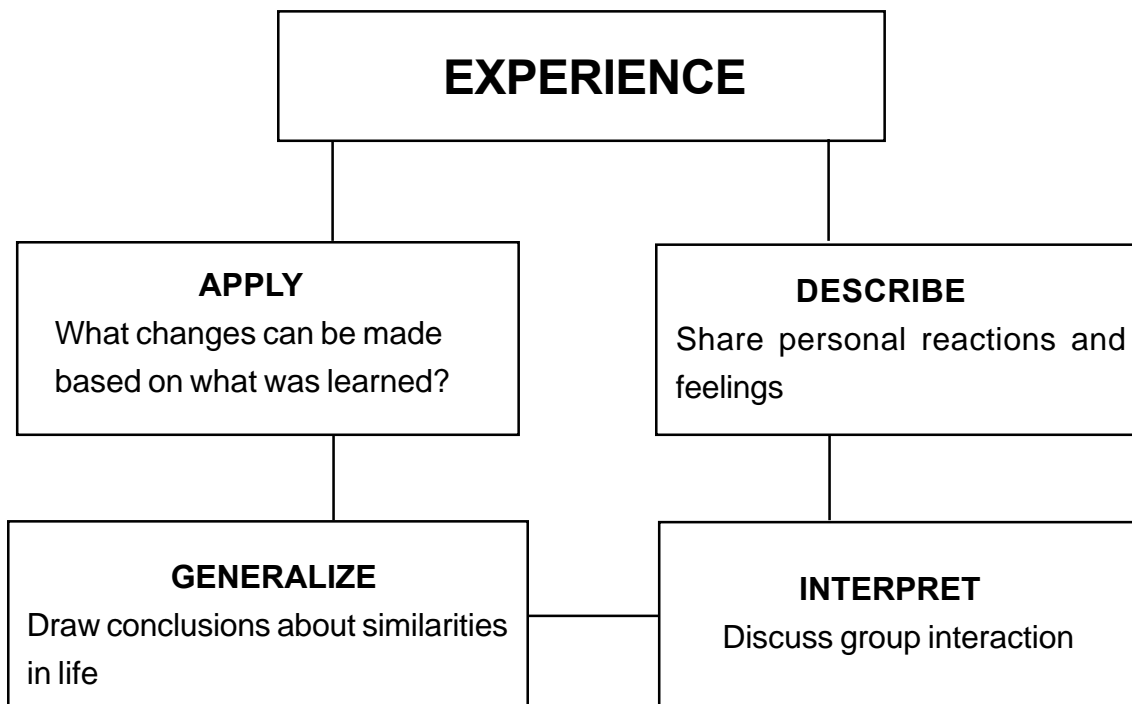 EXPERIENCE
APPLY
What changes can be made
based on what was learned?
DESCRIBE
Share personal reactions and
feelings
GENERALIZE
Draw conclusions about similarities
in life
INTERPRET
Discuss group interaction